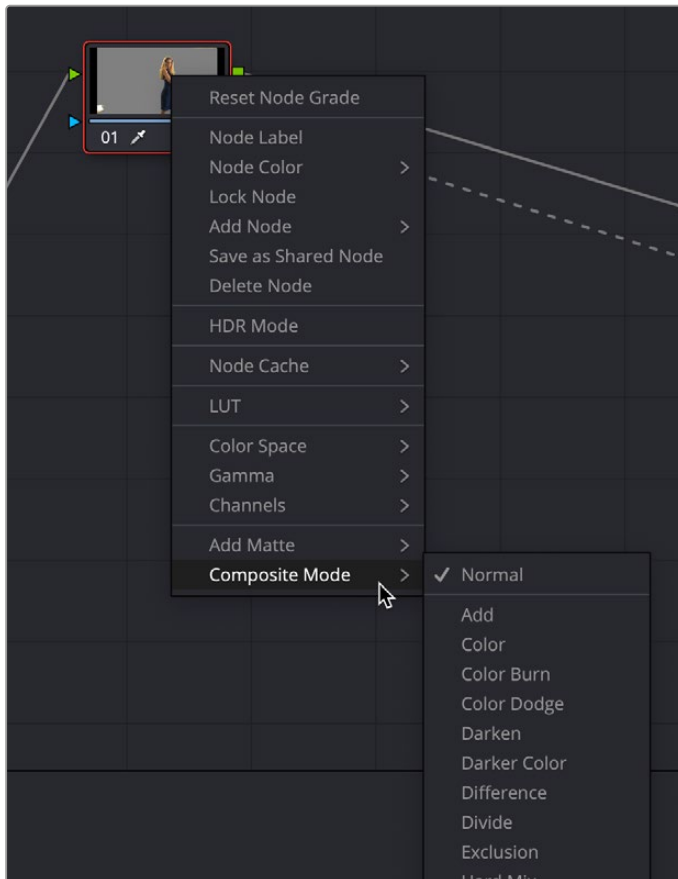 01
Reset Node Grade
Node Label
Node Color
Lock Node
Add Node
Save as Shared Node
Delete Node
HDR Mode
Node Cache
LUT
Color Space
Gamma
Channels
Add Matte
Composite Mode
Normal
Add
Color
Color Burn
Color Dodge
Darken
Darker Color
Difference
Divide
Exclusion
Hard Mix